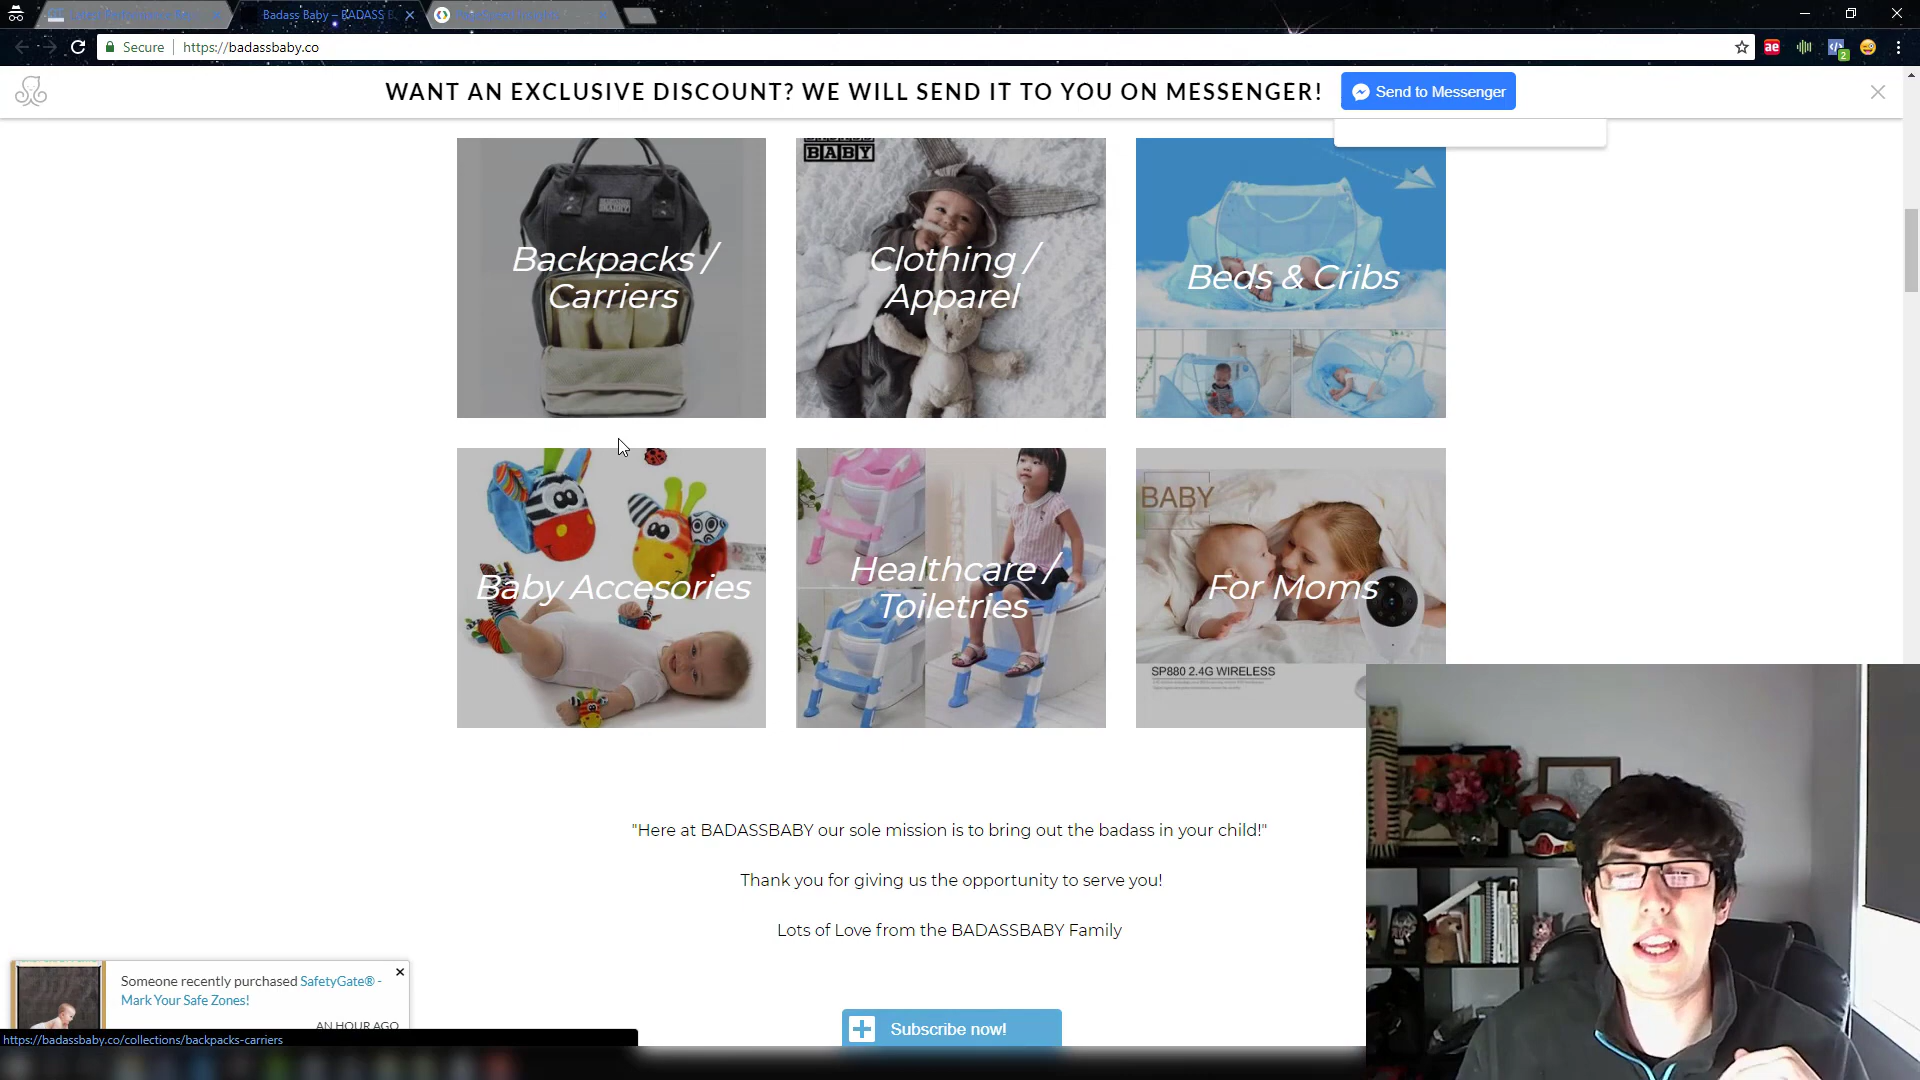 Badass Baby – BADASS B
Secure
https://badassbaby.co
WANT AN EXCLUSIVE DISCOUNT? WE WILL SEND IT TO YOU ON MESSENGER!
Send to Messenger
BABY
Backpacks /
Carriers
Clothing /
Apparel
Beds & Cribs
Baby Accesories
Healthcare /
Toiletries
BABY
For Moms
SP880 2.4G WIRELESS
"Here at BADASSBABY our sole mission is to bring out the badass in your child!"
Thank you for giving us the opportunity to serve you!
Lots of Love from the BADASSBABY Family
Someone recently purchased SafetyGate® -
Mark Your Safe Zones!
AN HOUR AGO
Subscribe now!
https://badassbaby.co/collections/backpacks-carriers